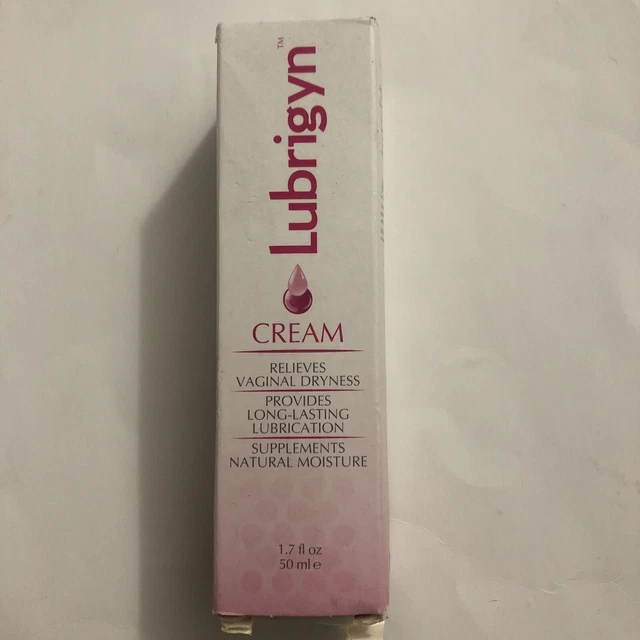 Lubrigyn™
CREAM
RELIEVES
VAGINAL DRYNESS
PROVIDES
LONG-LASTING
LUBRICATION
SUPPLEMENTS
NATURAL MOISTURE
1.7 fl oz
50 ml e